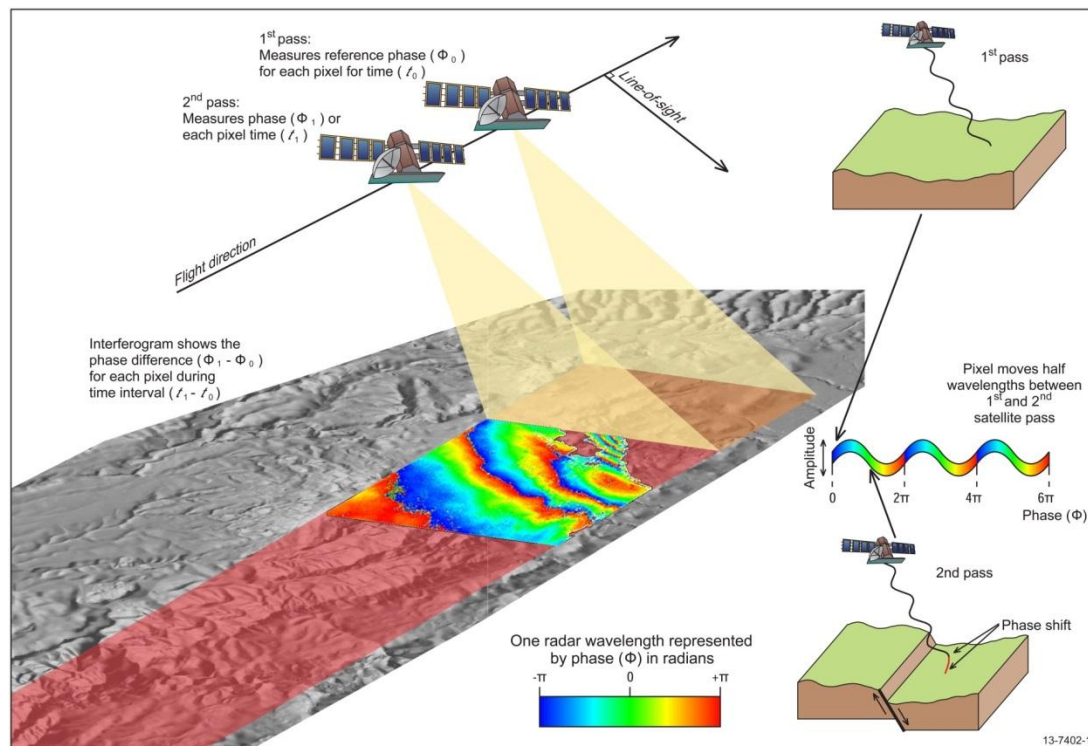 1st pass:
Measures reference phase (Φ0)
for each pixel for time (t0)
2nd pass:
Measures phase (Φ1) or
each pixel time (t1)
Line-of-sight
Flight direction
Interferogram shows the
phase difference (Φ1 - Φ0)
for each pixel during
time interval (t1 - t0)
One radar wavelength represented
by phase (Φ) in radians
-π 0 +π
1st pass
Pixel moves half
wavelengths between
1st and 2nd
satellite pass
Amplitude
0 2π 4π 6π
Phase (Φ)
2nd pass
Phase shift
13-7402-1